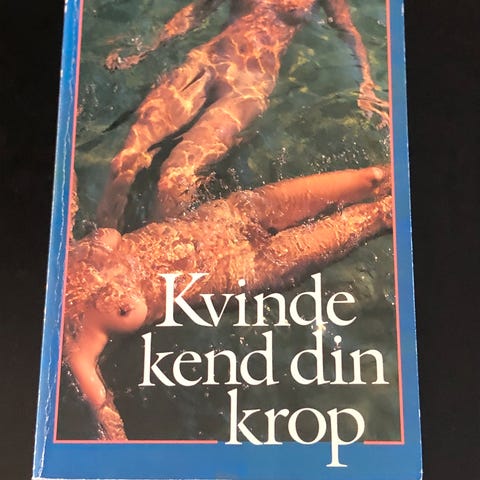 Kvinde
kend din
krop